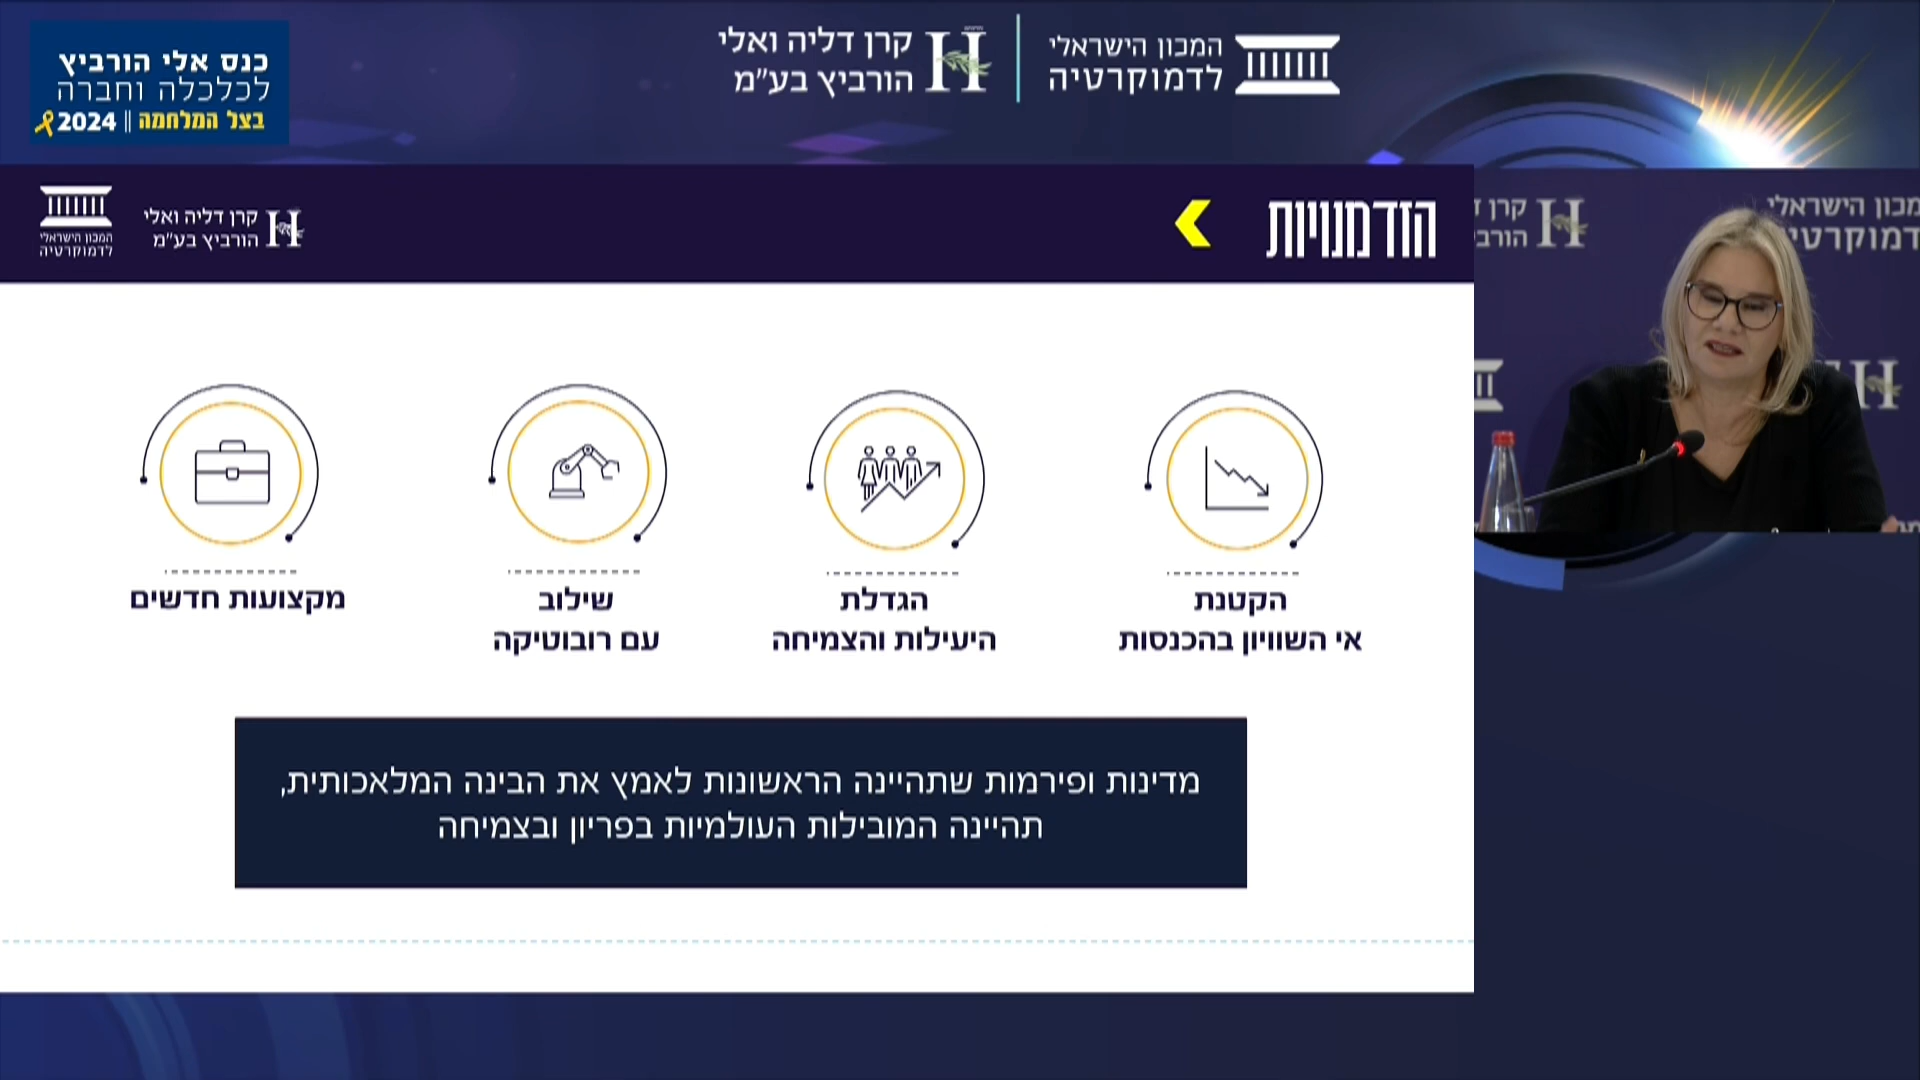 כנס אלי הורביץ
לכלכלה וחברה
בצל המלחמה || 2024
קרן דליה ואלי
הורביץ בע"מ
המכון הישראלי
לדמוקרטיה
הזדמנויות
קרן דליה ואלי
הורביץ בע"מ
המכון הישראלי
לדמוקרטיה
הקטנת
אי השוויון בהכנסות
הגדלת
היעילות והצמיחה
שילוב
עם רובוטיקה
מקצועות חדשים
מדינות ופירמות שתהיינה הראשונות לאמץ את הבינה המלאכותית,
תהיינה המובילות העולמיות בפריון ובצמיחה